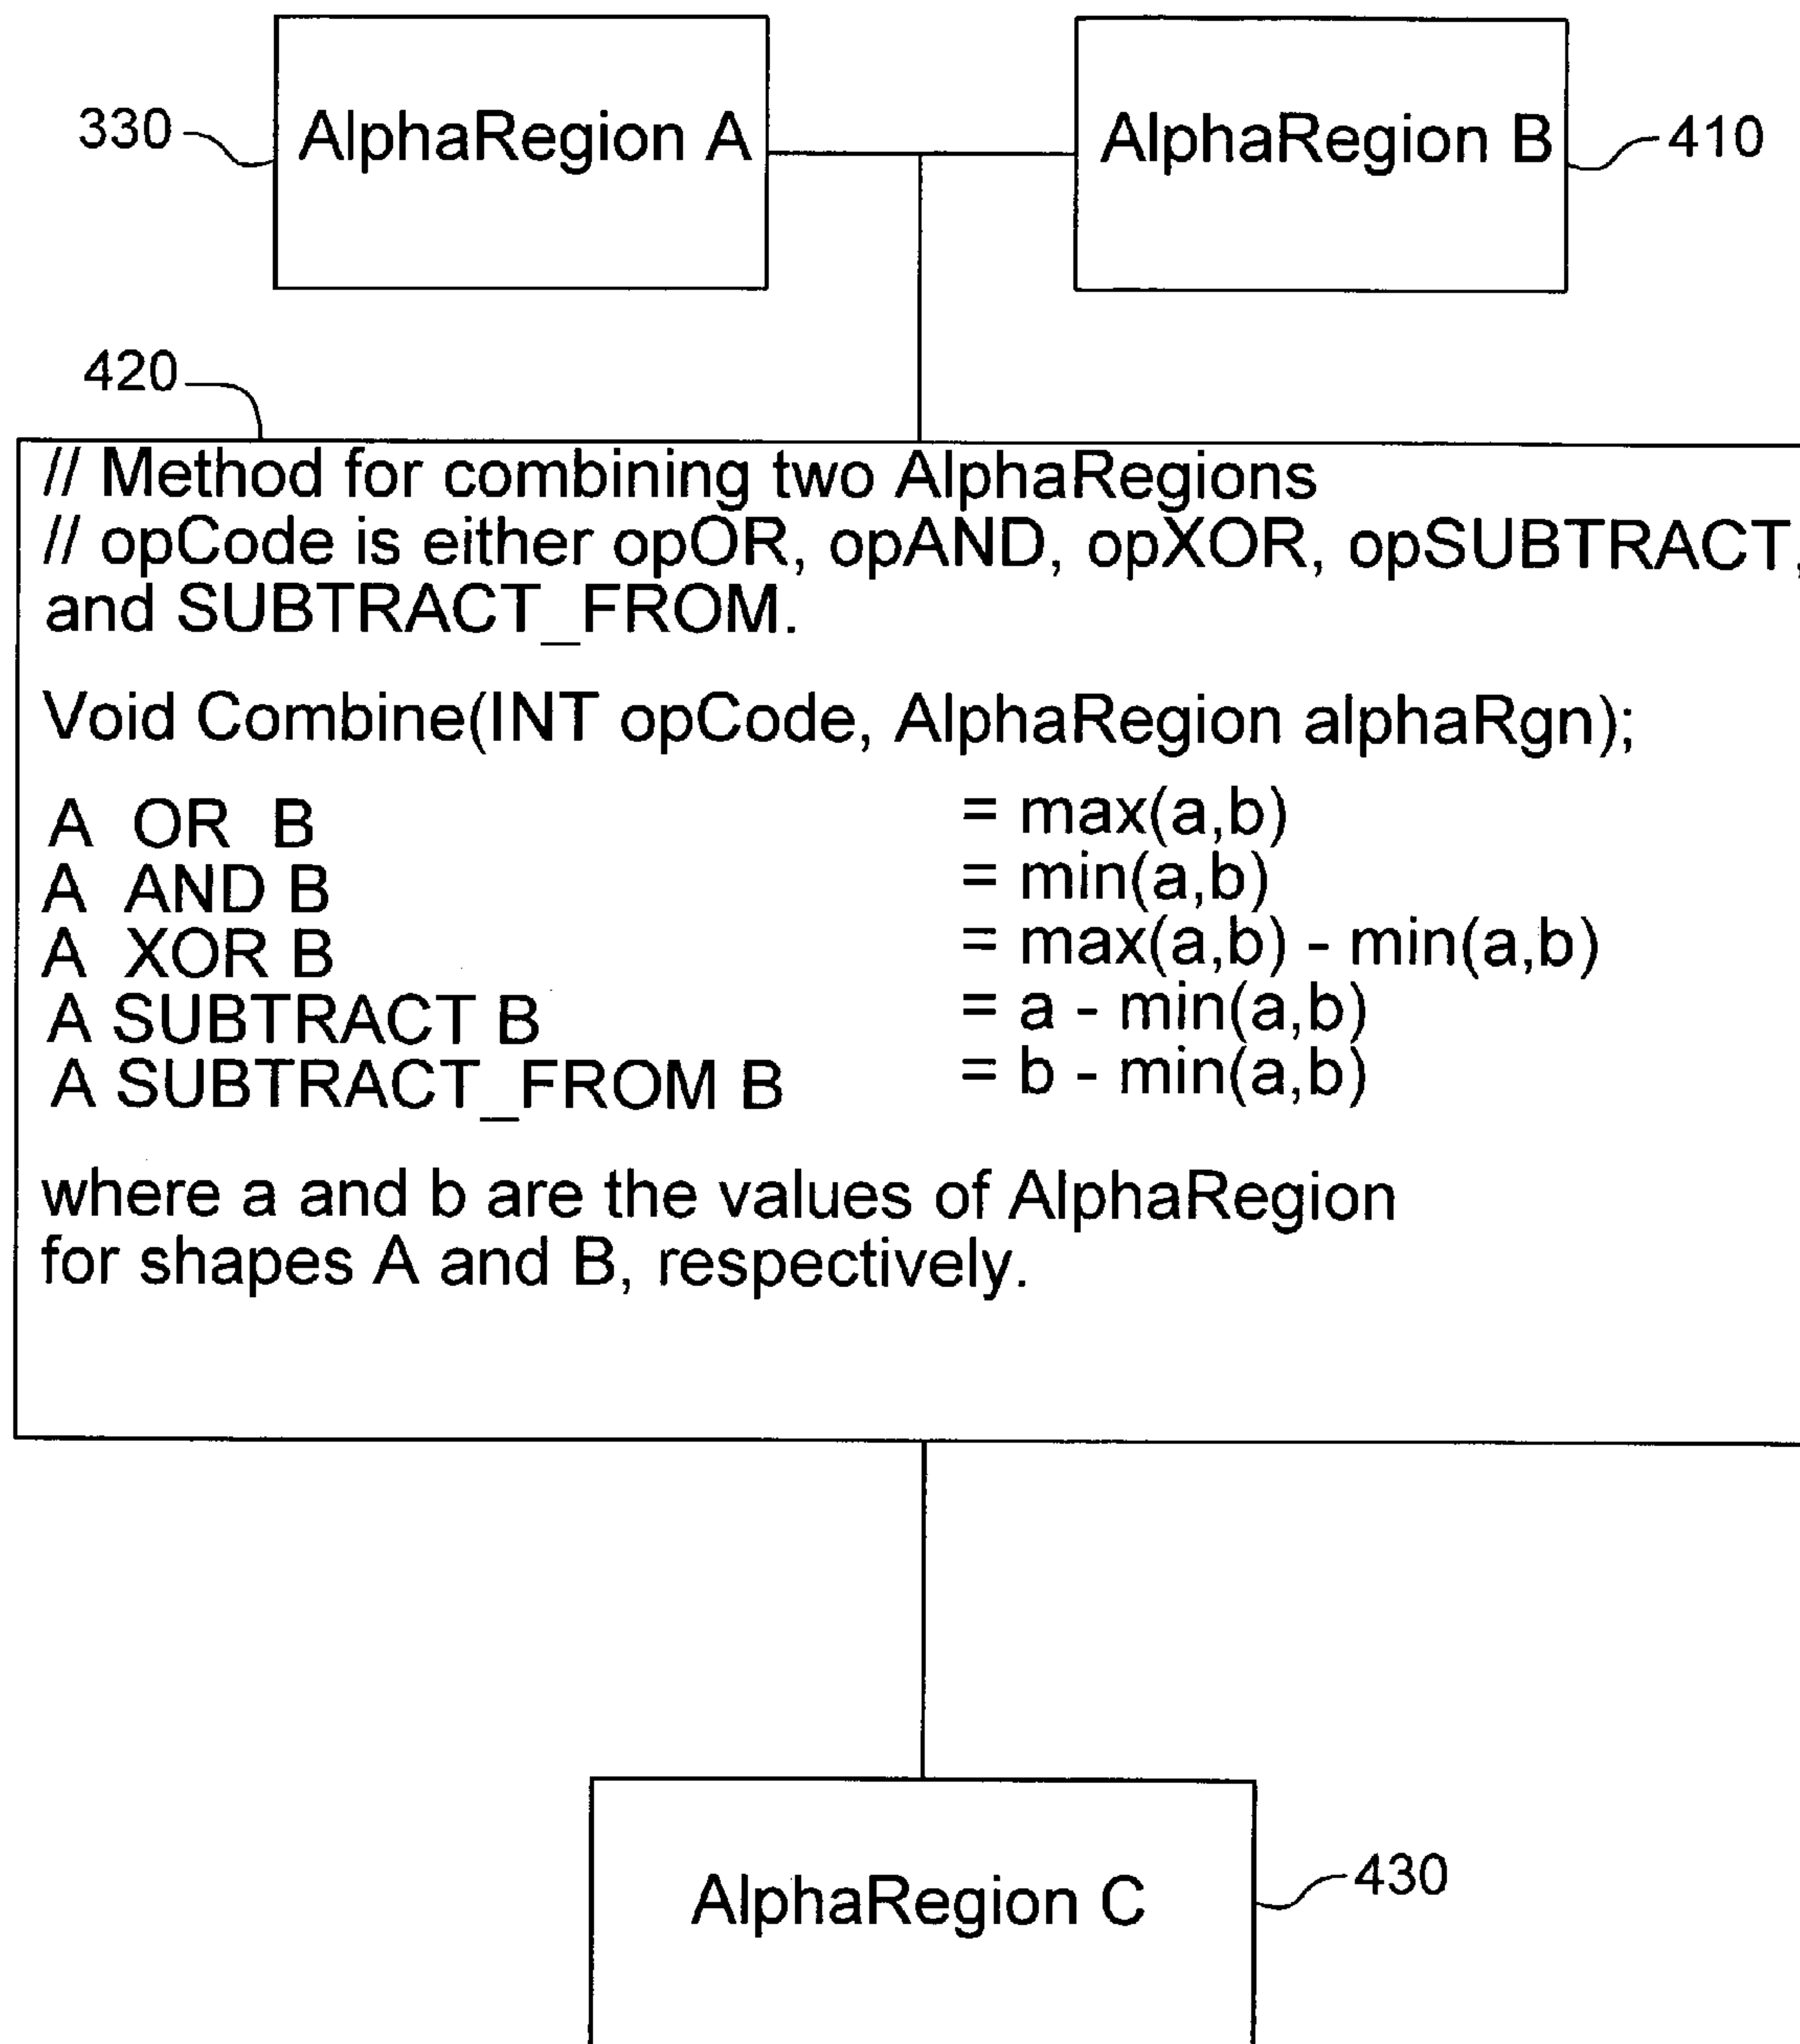 330 AlphaRegion A AlphaRegion B 410
420
// Method for combining two AlphaRegions
// opCode is either opOR, opAND, opXOR, opSUBTRACT,
and SUBTRACT_FROM.
Void Combine(INT opCode, AlphaRegion alphaRgn);
A OR B = max(a,b)
A AND B = min(a,b)
A XOR B = max(a,b) - min(a,b)
A SUBTRACT B = a - min(a,b)
A SUBTRACT_FROM B = b - min(a,b)
where a and b are the values of AlphaRegion
for shapes A and B, respectively.
AlphaRegion C 430